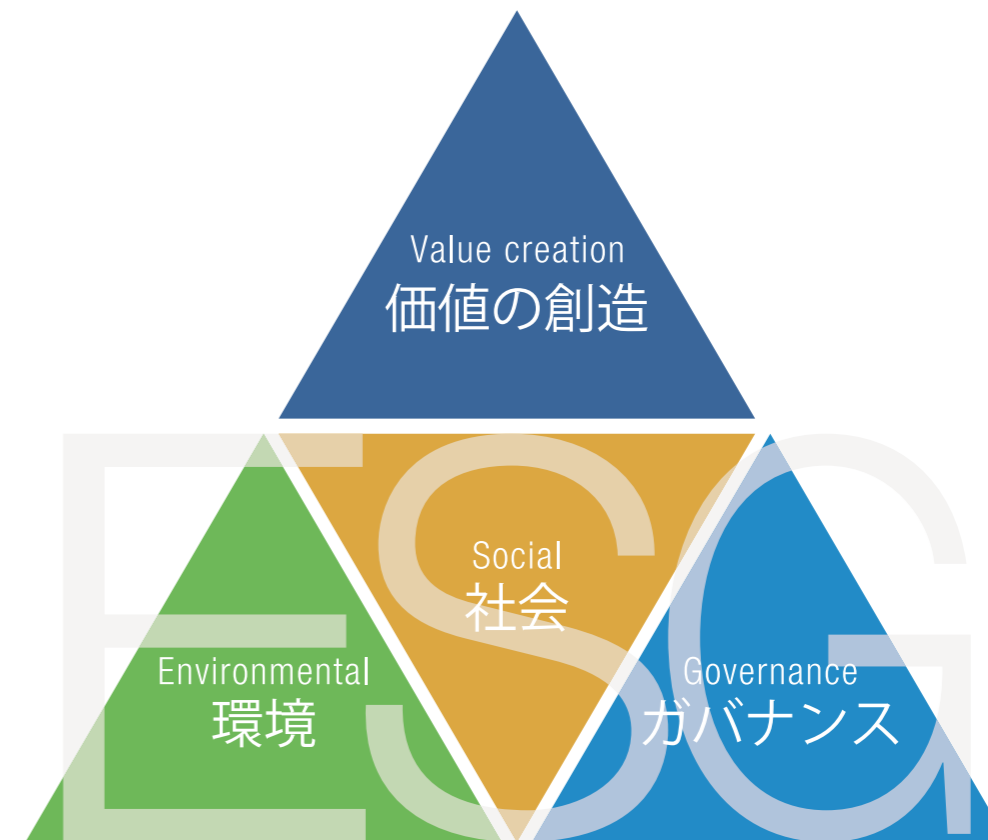 Value creation
価値の創造
ESG
Social
社会
Environmental
環境
Governance
ガバナンス